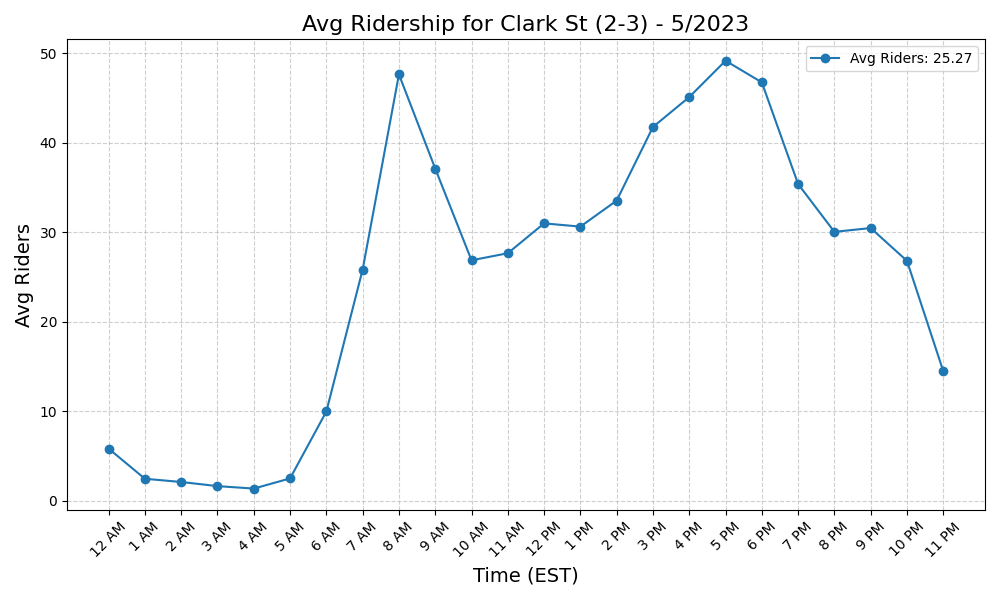 Avg Ridership for Clark St (2-3) - 5/2023
Avg Riders: 25.27
Avg Riders
50
40
30
20
10
0
12 AM
1 AM
2 AM
3 AM
4 AM
5 AM
6 AM
7 AM
8 AM
9 AM
10 AM
11 AM
12 PM
1 PM
2 PM
3 PM
4 PM
5 PM
6 PM
7 PM
8 PM
9 PM
10 PM
11 PM
Time (EST)